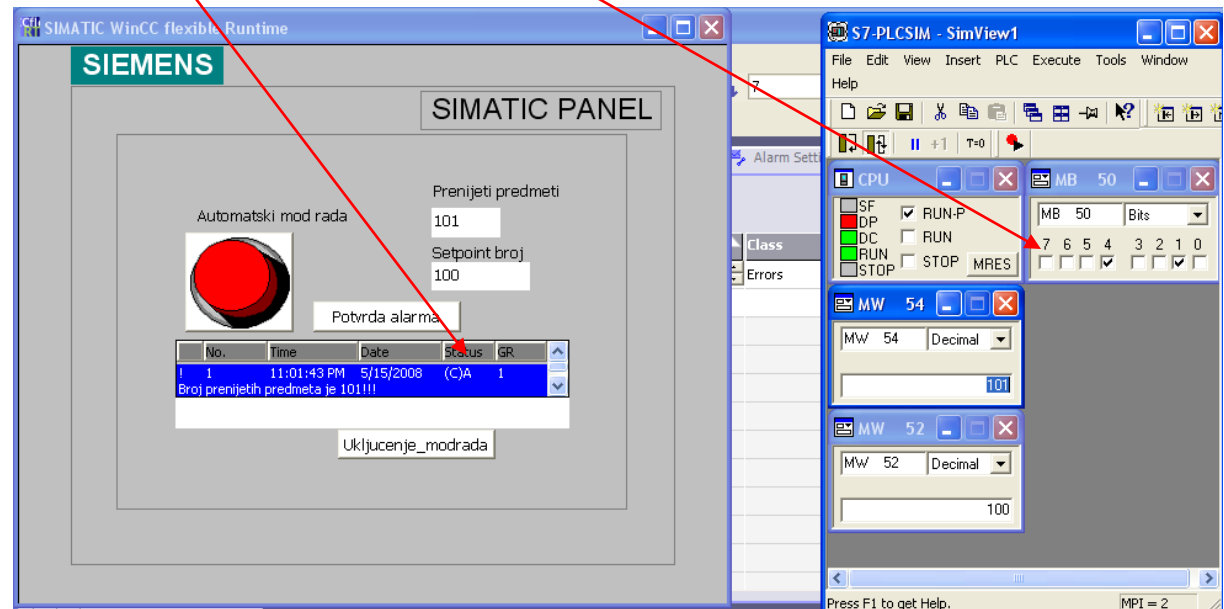 SIMATIC WinCC flexible Runtime
SIEMENS
SIMATIC PANEL
Prenijeti predmeti
Automatski mod rada
101
Setpoint broj
100
Potvrda alarma
No. Time Date Status GR
! 1 11:01:43 PM 5/15/2008 (C)A 1
Broj prenijetih predmeta je 101!!!
Ukljucenje_modrada
7
Alarm Setti
Class
Errors
S7-PLCSIM - SimView1
File Edit View Insert PLC Execute Tools Window
Help
+1 T=0
CPU
SF
DP
DC
RUN
STOP
RUN-P
RUN
STOP MRES
MB 50
MB 50 Bits
7 6 5 4 3 2 1 0
MW 54
MW 54 Decimal
101
MW 52
MW 52 Decimal
100
Press F1 to get Help. MPI = 2